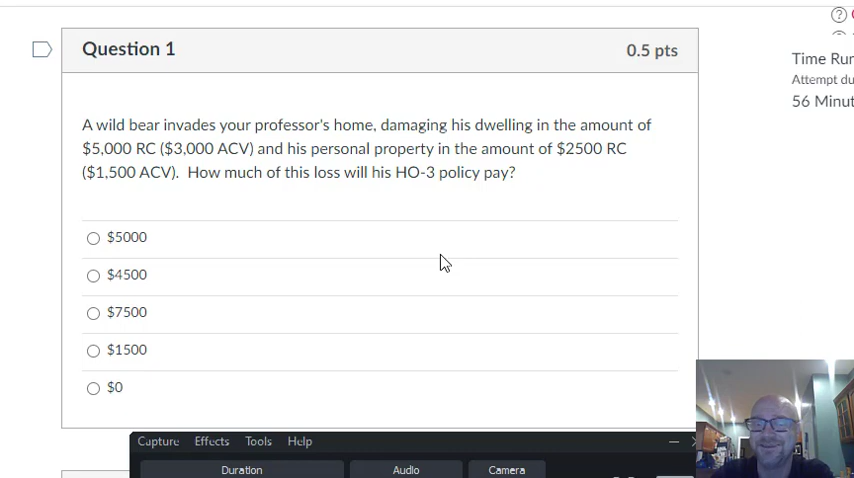 Question 1
0.5 pts
Time Run
Attempt du
56 Minut
A wild bear invades your professor's home, damaging his dwelling in the amount of
$5,000 RC ($3,000 ACV) and his personal property in the amount of $2500 RC
($1,500 ACV). How much of this loss will his HO-3 policy pay?
$5000
$4500
$7500
$1500
$0
Capture Effects Tools Help
Duration Audio Camera